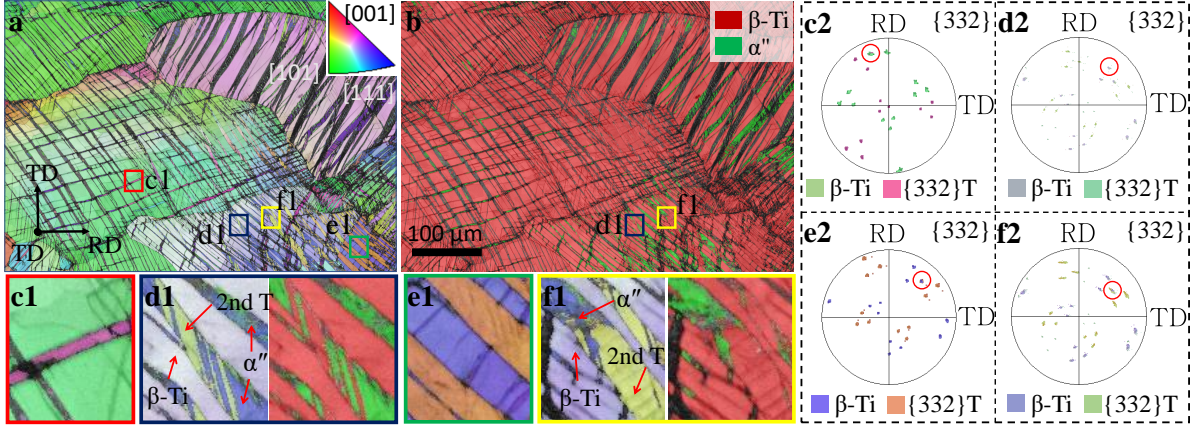 a
[001]
[101]
[111]
TD
TD
RD
c1
d1
f1
e1
b
β-Ti
α″
d1
f1
100 μm
c1
d1
2nd T
α″
β-Ti
e1
f1
α″
2nd T
β-Ti
c2
RD
{332}
TD
β-Ti
{332}T
d2
RD
{332}
TD
β-Ti
{332}T
e2
RD
{332}
TD
β-Ti
{332}T
f2
RD
{332}
TD
β-Ti
{332}T